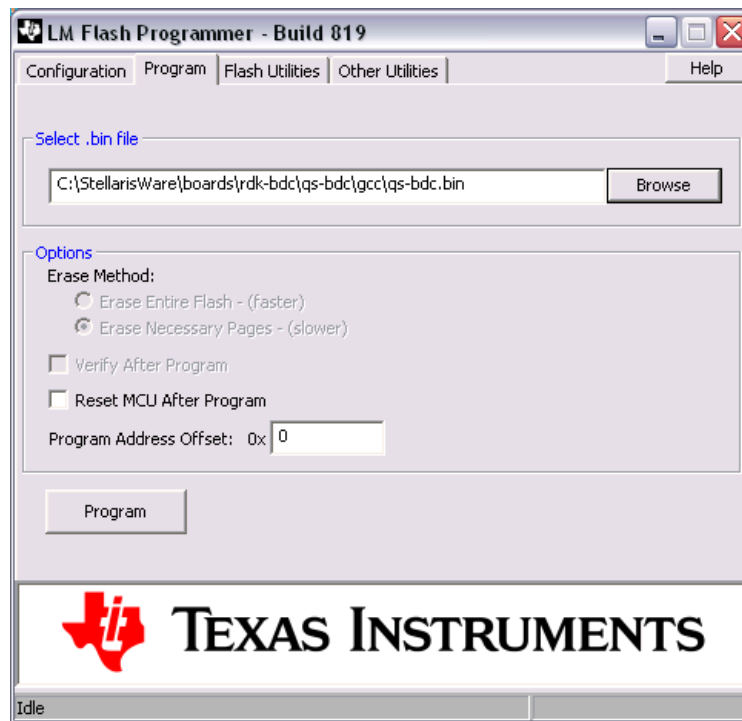 LM Flash Programmer - Build 819
Configuration Program Flash Utilities Other Utilities Help
Select .bin file
C:\StellarisWare\boards\rdk-bdc\qs-bdc\gcc\qs-bdc.bin Browse
Options
Erase Method:
Erase Entire Flash - (faster)
Erase Necessary Pages - (slower)
Verify After Program
Reset MCU After Program
Program Address Offset: 0x 0
Program
TEXAS INSTRUMENTS
Idle